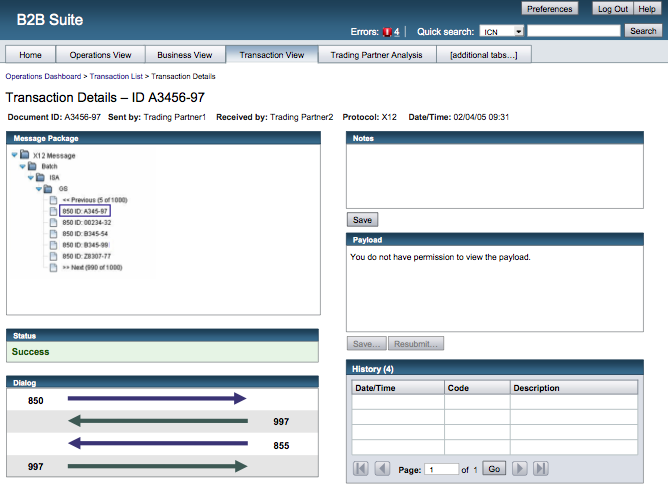 Preferences
Log Out
Help
B2B Suite
Errors: 4
Quick search:
ICN
Search
Home
Operations View
Business View
Transaction View
Trading Partner Analysis
[additional tabs…]
Operations Dashboard > Transaction List > Transaction Details
Transaction Details – ID A3456-97
Document ID: A3456-97 Sent by: Trading Partner1 Received by: Trading Partner2 Protocol: X12 Date/Time: 02/04/05 09:31
Message Package
X12 Message
Batch
ISA
GS
<< Previous (5 of 1000)
850 ID: A345-97
850 ID: 00234-32
850 ID: B345-54
850 ID: B345-99
850 ID: Z8307-77
>> Next (990 of 1000)
Status
Success
Dialog
850
997
855
997
Notes
Save
Payload
You do not have permission to view the payload.
Save…
Resubmit…
History (4)
Date/Time
Code
Description
Page: 1 of 1 Go